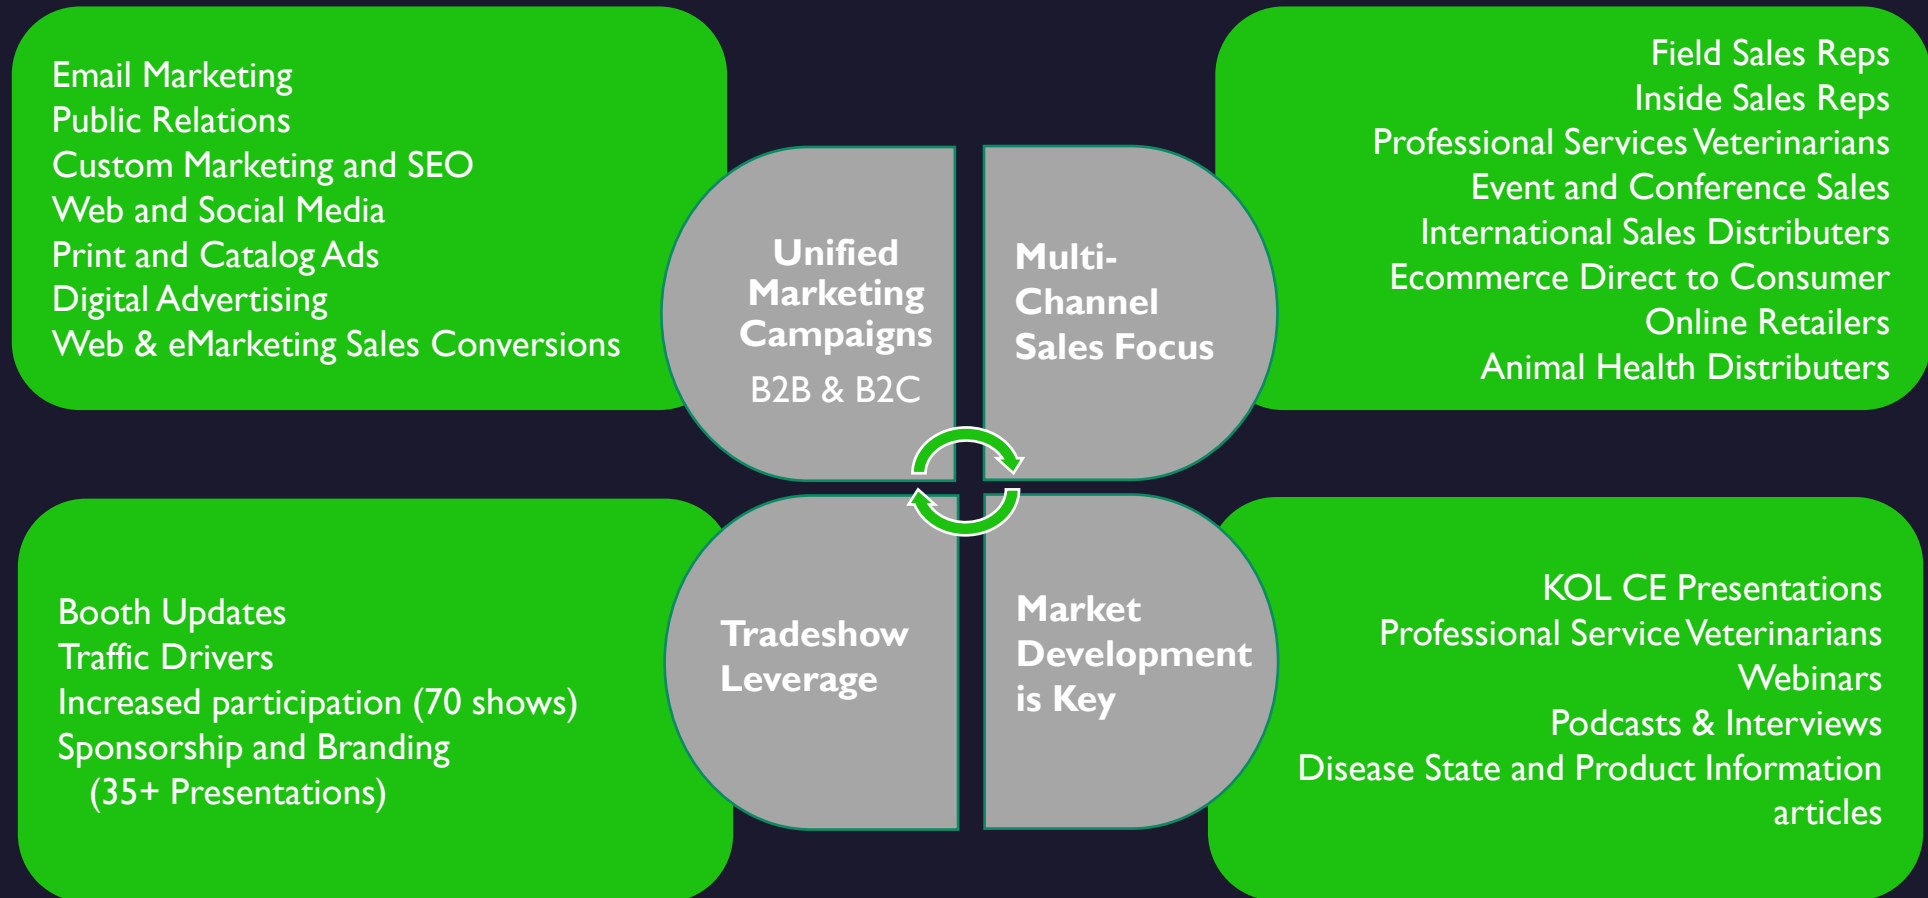 Email Marketing
Public Relations
Custom Marketing and SEO
Web and Social Media
Print and Catalog Ads
Digital Advertising
Web & eMarketing Sales Conversions
Unified
Marketing
Campaigns
B2B & B2C
Multi-
Channel
Sales Focus
Field Sales Reps
Inside Sales Reps
Professional Services Veterinarians
Event and Conference Sales
International Sales Distributers
Ecommerce Direct to Consumer
Online Retailers
Animal Health Distributers
Booth Updates
Traffic Drivers
Increased participation (70 shows)
Sponsorship and Branding
(35+ Presentations)
Tradeshow
Leverage
Market
Development
is Key
KOL CE Presentations
Professional Service Veterinarians
Webinars
Podcasts & Interviews
Disease State and Product Information
articles